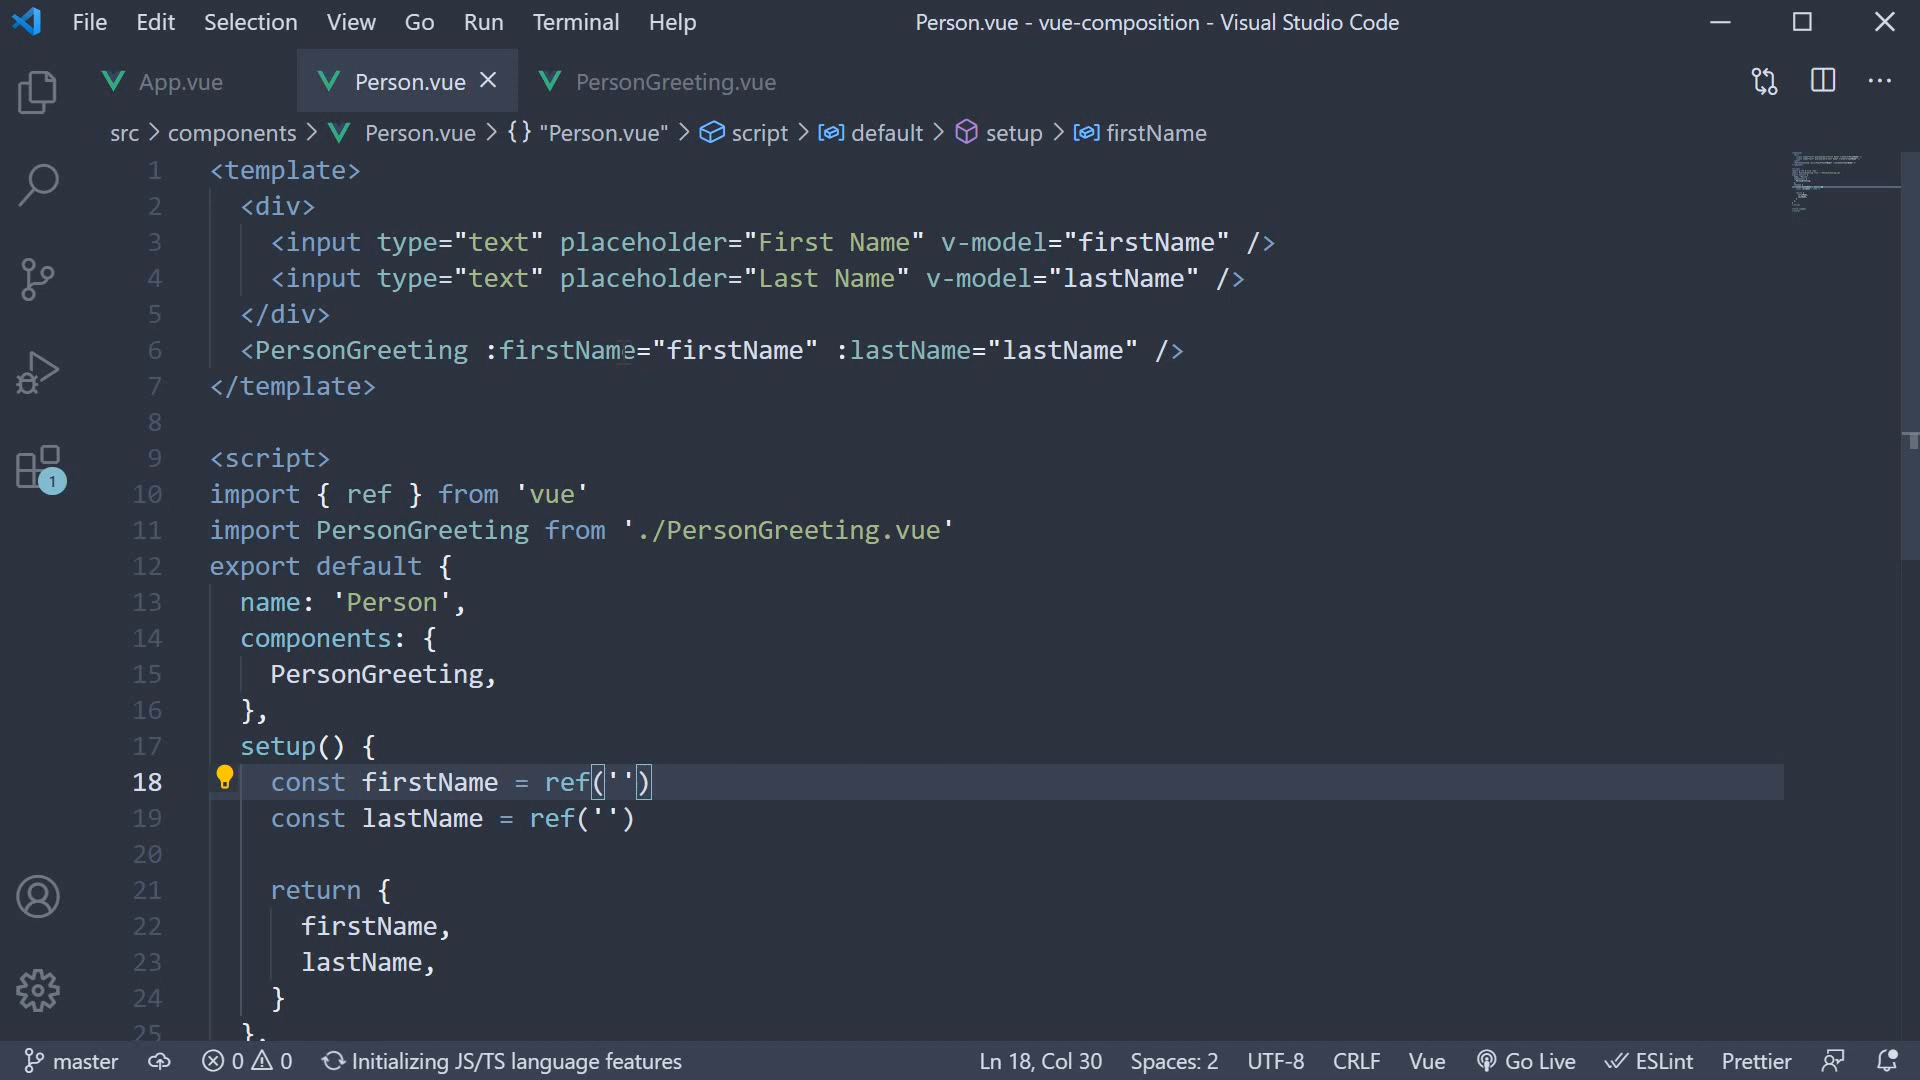 File Edit Selection View Go Run Terminal Help Person.vue - vue-composition - Visual Studio Code
App.vue Person.vue PersonGreeting.vue
src > components > Person.vue > {} "Person.vue" > script > default > setup > firstName
1 <template>
2 <div>
3 <input type="text" placeholder="First Name" v-model="firstName" />
4 <input type="text" placeholder="Last Name" v-model="lastName" />
5 </div>
6 <PersonGreeting :firstName="firstName" :lastName="lastName" />
7 </template>
8
9 <script>
10 import { ref } from 'vue'
11 import PersonGreeting from './PersonGreeting.vue'
12 export default {
13 name: 'Person',
14 components: {
15 PersonGreeting,
16 },
17 setup() {
18 const firstName = ref('')
19 const lastName = ref('')
20
21 return {
22 firstName,
23 lastName,
24 }
25 },
1
master 0 0 Initializing JS/TS language features Ln 18, Col 30 Spaces: 2 UTF-8 CRLF Vue Go Live ESLint Prettier